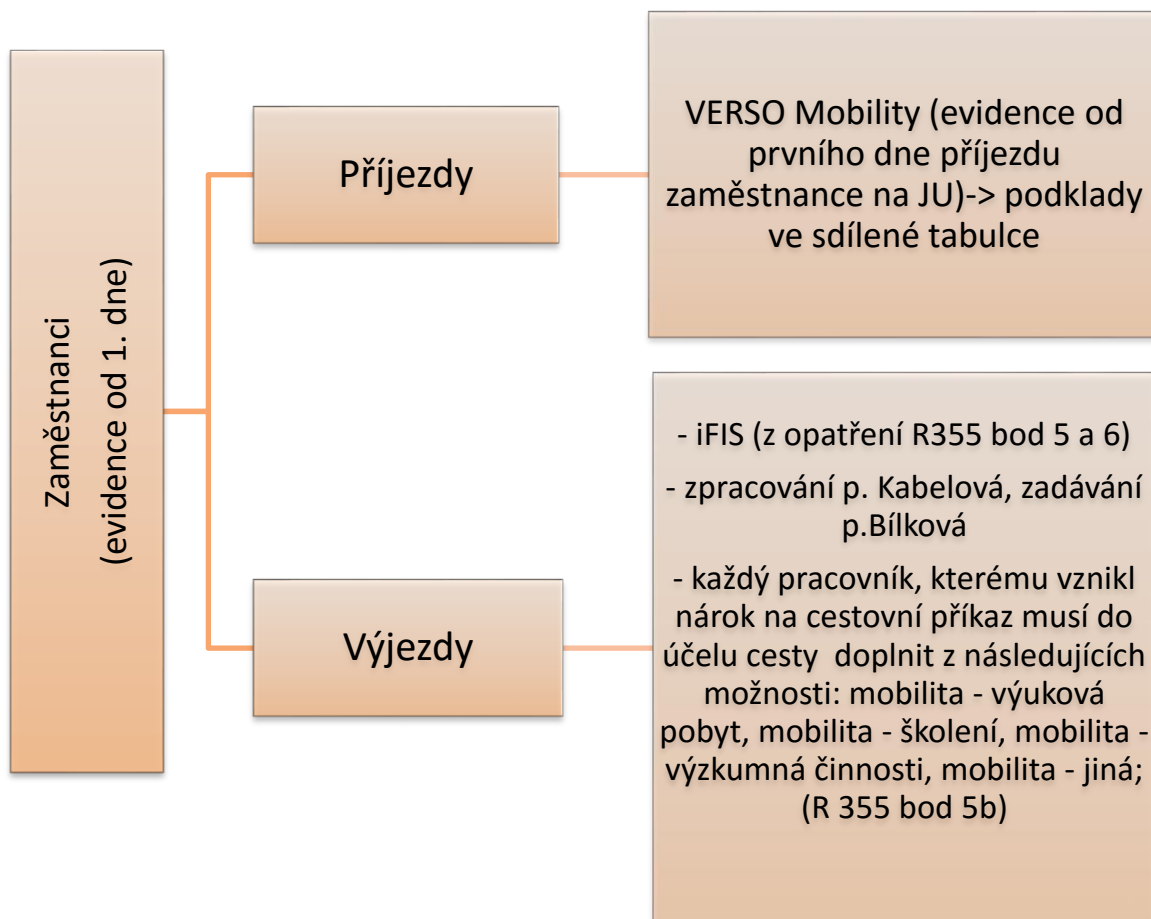 Zaměstnanci
(evidence od 1. dne)
Příjezdy
VERSO Mobility (evidence od
prvního dne příjezdu
zaměstnance na JU)-> podklady
ve sdílené tabulce
Výjezdy
- iFIS (z opatření R355 bod 5 a 6)
- zpracování p. Kabelová, zadávání
p.Bílková
- každý pracovník, kterému vznikl
nárok na cestovní příkaz musí do
účelu cesty  doplnit z následujících
možnosti: mobilita - výuková
pobyt, mobilita - školení, mobilita -
výzkumná činnosti, mobilita - jiná;
(R 355 bod 5b)